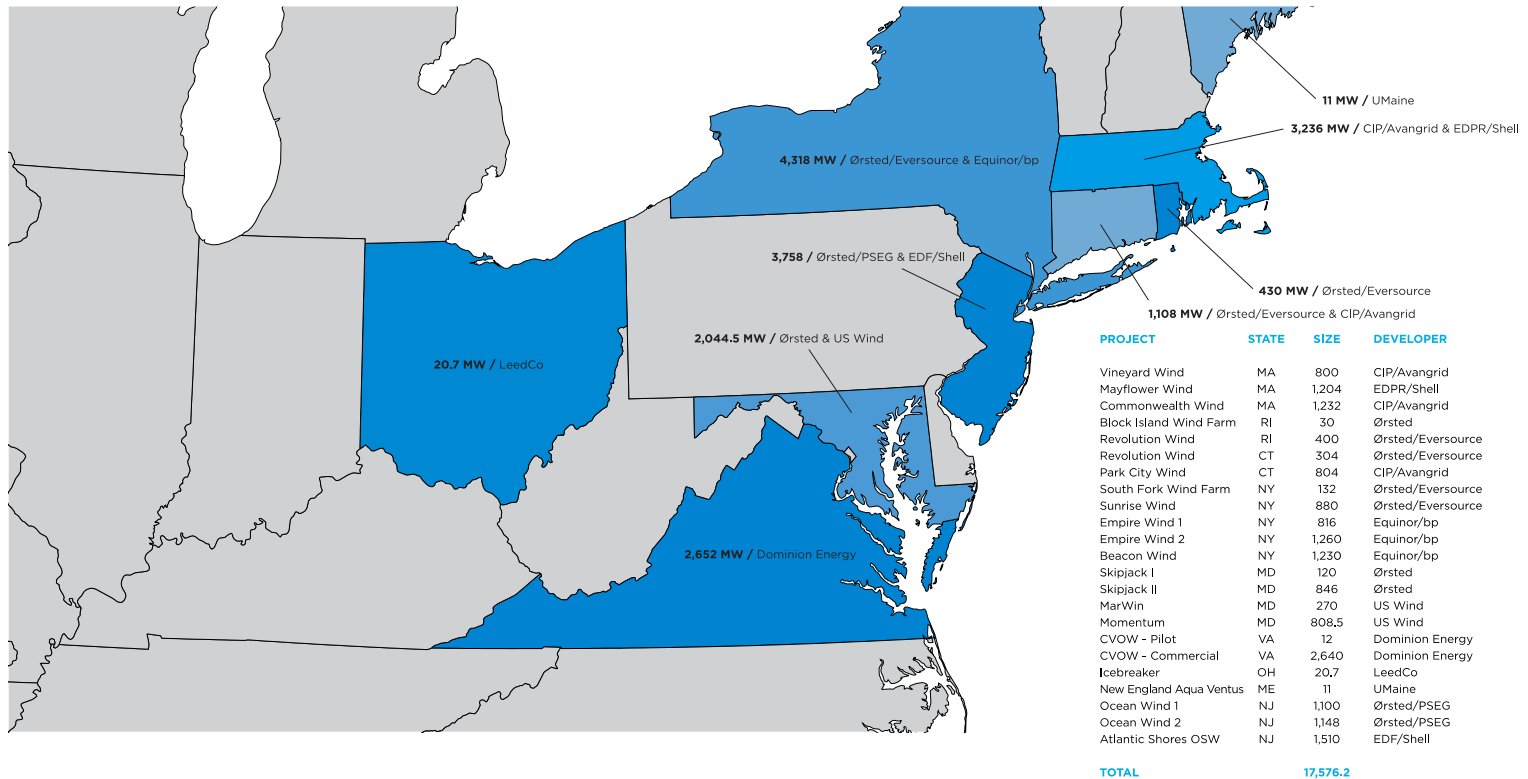 11 MW / UMaine
3,236 MW / CIP/Avangrid & EDPR/Shell
4,318 MW / Ørsted/Eversource & Equinor/bp
3,758 / Ørsted/PSEG & EDF/Shell
430 MW / Ørsted/Eversource
1,108 MW / Ørsted/Eversource & CIP/Avangrid
2,044.5 MW / Ørsted & US Wind
20.7 MW / LeedCo
2,652 MW / Dominion Energy
PROJECT STATE SIZE DEVELOPER
Vineyard Wind MA 800 CIP/Avangrid
Mayflower Wind MA 1,204 EDPR/Shell
Commonwealth Wind MA 1,232 CIP/Avangrid
Block Island Wind Farm RI 30 Ørsted
Revolution Wind RI 400 Ørsted/Eversource
Revolution Wind CT 304 Ørsted/Eversource
Park City Wind CT 804 CIP/Avangrid
South Fork Wind Farm NY 132 Ørsted/Eversource
Sunrise Wind NY 880 Ørsted/Eversource
Empire Wind 1 NY 816 Equinor/bp
Empire Wind 2 NY 1,260 Equinor/bp
Beacon Wind NY 1,230 Equinor/bp
Skipjack I MD 120 Ørsted
Skipjack II MD 846 Ørsted
MarWin MD 270 US Wind
Momentum MD 808.5 US Wind
CVOW - Pilot VA 12 Dominion Energy
CVOW - Commercial VA 2,640 Dominion Energy
Icebreaker OH 20.7 LeedCo
New England Aqua Ventus ME 11 UMaine
Ocean Wind 1 NJ 1,100 Ørsted/PSEG
Ocean Wind 2 NJ 1,148 Ørsted/PSEG
Atlantic Shores OSW NJ 1,510 EDF/Shell
TOTAL 17,576.2